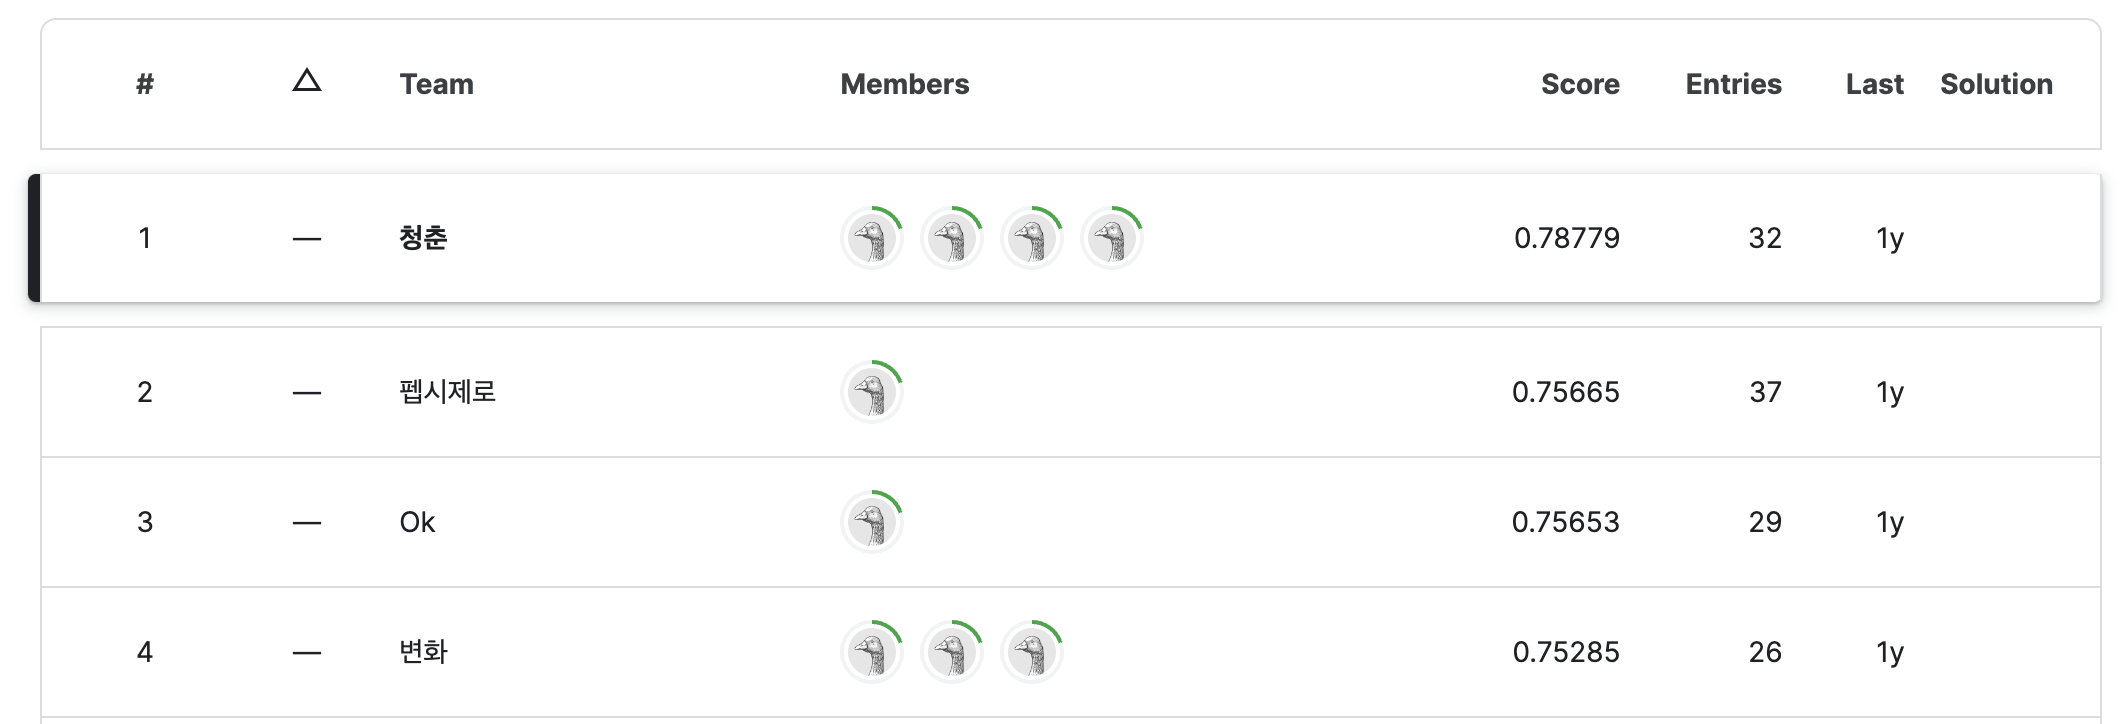 # △ Team Members Score Entries Last Solution
1 — 청춘 0.78779 32 1y
2 — 펩시제로 0.75665 37 1y
3 — Ok 0.75653 29 1y
4 — 변화 0.75285 26 1y